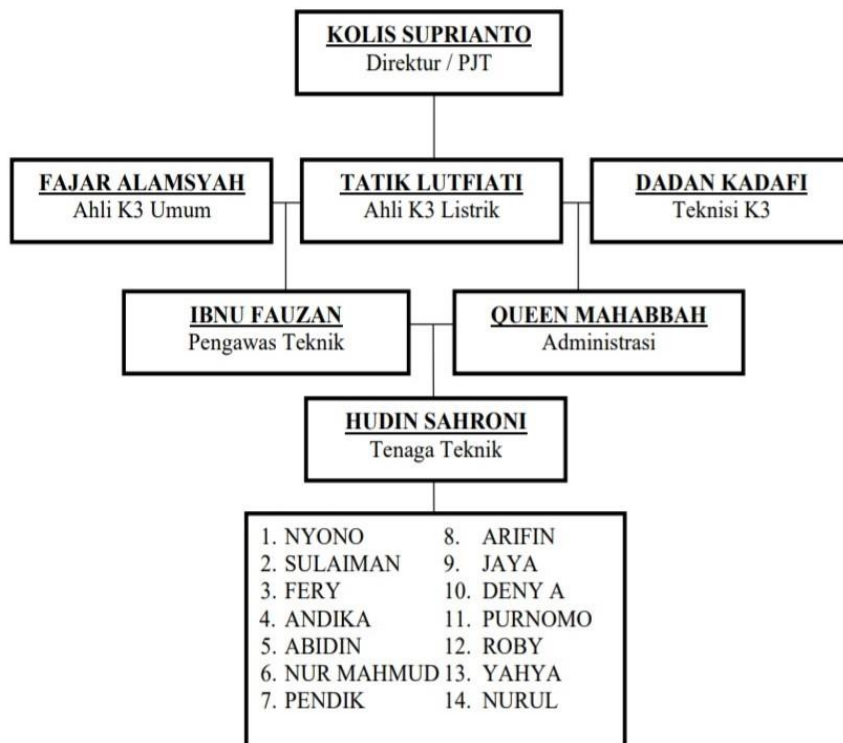 KOLIS SUPRIANTO
Direktur / PJT
FAJAR ALAMSYAH
Ahli K3 Umum
TATIK LUTFIATI
Ahli K3 Listrik
DADAN KADAFI
Teknisi K3
IBNU FAUZAN
Pengawas Teknik
QUEEN MAHABBAH
Administrasi
HUDIN SAHRONI
Tenaga Teknik
1. NYONO
2. SULAIMAN
3. FERY
4. ANDIKA
5. ABIDIN
6. NUR MAHMUD
7. PENDIK
8. ARIFIN
9. JAYA
10. DENY A
11. PURNOMO
12. ROBY
13. YAHYA
14. NURUL